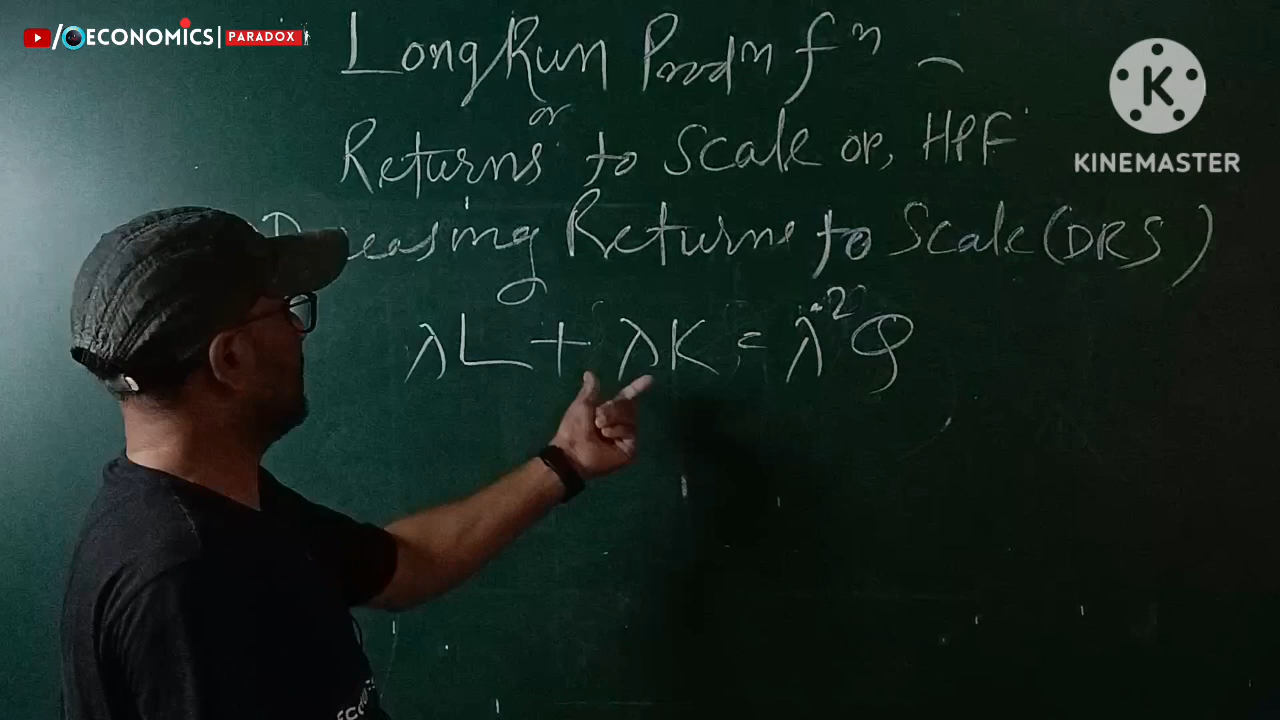 /ECONOMICS| PARADOX
K
KINEMASTER
Long Run Prodⁿ fⁿ –
or
Returns to Scale or, HPF
Decreasing Returns to Scale (DRS)
λL + λK = λ⁻²Q